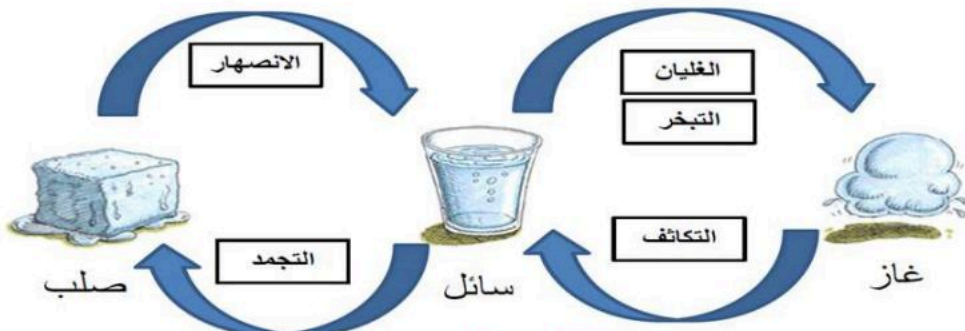 الانصهار
الغليان
التبخر
التكاثف
التجمد
صلب
سائل
غاز